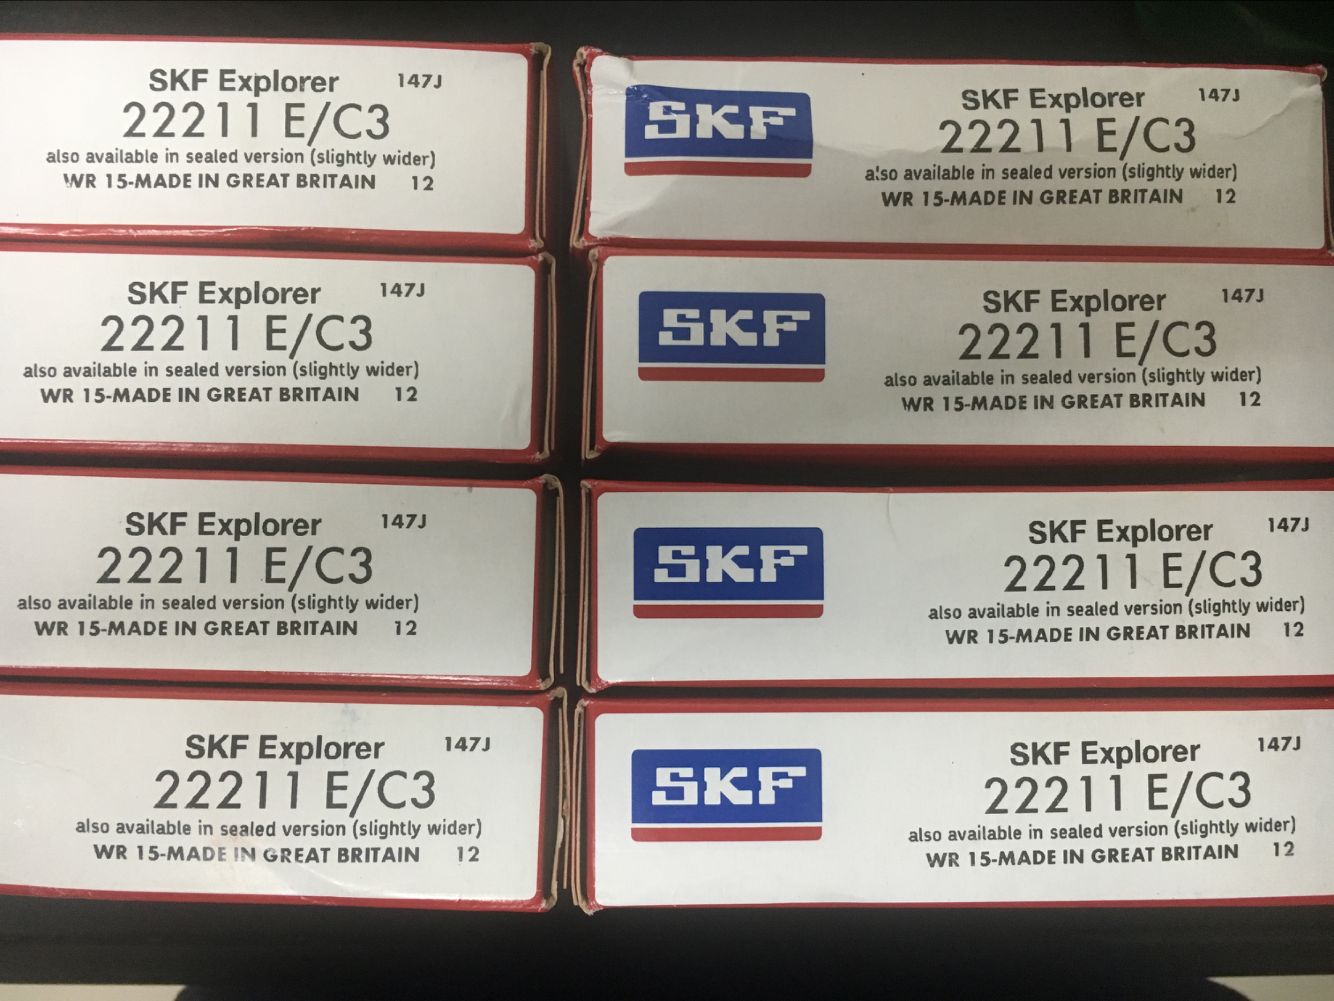 SKF Explorer 147J
22211 E/C3
also available in sealed version (slightly wider)
WR 15-MADE IN GREAT BRITAIN 12
SKF Explorer 147J
22211 E/C3
also available in sealed version (slightly wider)
WR 15-MADE IN GREAT BRITAIN 12
SKF Explorer 147J
22211 E/C3
also available in sealed version (slightly wider)
WR 15-MADE IN GREAT BRITAIN 12
SKF Explorer 147J
22211 E/C3
also available in sealed version (slightly wider)
WR 15-MADE IN GREAT BRITAIN 12
SKF
SKF Explorer 147J
22211 E/C3
also available in sealed version (slightly wider)
WR 15-MADE IN GREAT BRITAIN 12
SKF
SKF Explorer 147J
22211 E/C3
also available in sealed version (slightly wider)
WR 15-MADE IN GREAT BRITAIN 12
SKF
SKF Explorer 147J
22211 E/C3
also available in sealed version (slightly wider)
WR 15-MADE IN GREAT BRITAIN 12
SKF
SKF Explorer 147J
22211 E/C3
also available in sealed version (slightly wider)
WR 15-MADE IN GREAT BRITAIN 12